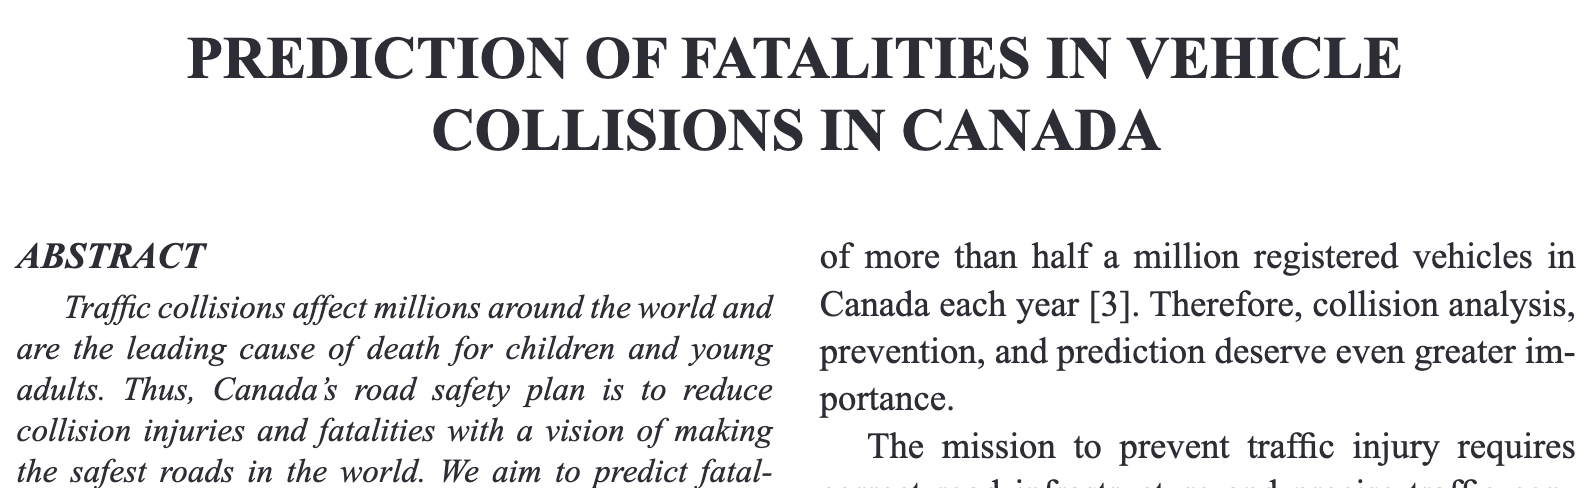 PREDICTION OF FATALITIES IN VEHICLE
COLLISIONS IN CANADA
ABSTRACT
Traffic collisions affect millions around the world and
are the leading cause of death for children and young
adults. Thus, Canada's road safety plan is to reduce
collision injuries and fatalities with a vision of making
the safest roads in the world. We aim to predict fatal-
of more than half a million registered vehicles in
Canada each year [3]. Therefore, collision analysis,
prevention, and prediction deserve even greater im-
portance.
The mission to prevent traffic injury requires